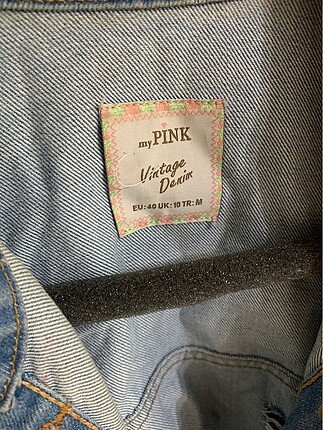 my PINK
Vintage
Denim
EU: 40 UK: 10 TR: M